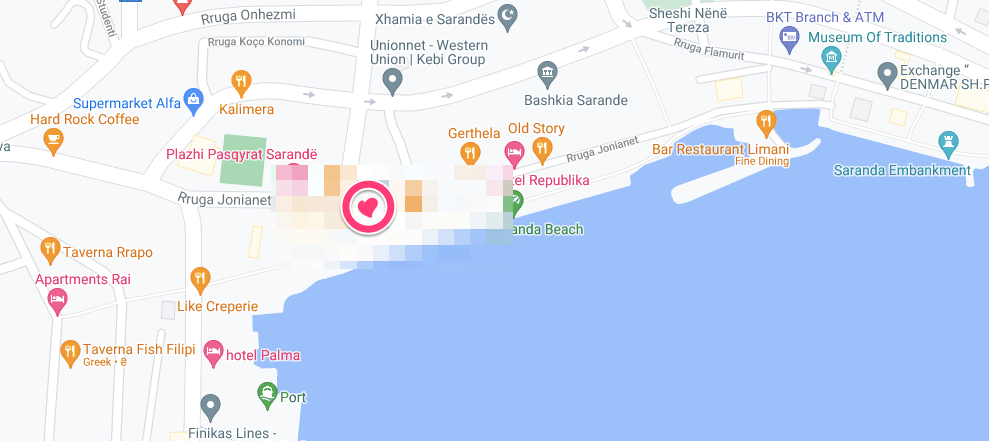 Studenti
Rruga Onhezmi
Xhamia e Sarandës
Sheshi Nënë
Tereza
BKT Branch & ATM
Rruga Koço Konomi
Unionnet - Western
Union | Kebi Group
Rruga Flamurit
Museum Of Traditions
Exchange “
DENMAR SH.P
Supermarket Alfa
Kalimera
Bashkia Sarande
Hard Rock Coffee
Gerthela
Old Story
Plazhi Pasqyrat Sarandë
Rruga Jonianet
Bar Restaurant Limani
Fine Dining
Saranda Embankment
el Republika
Rruga Jonianet
anda Beach
Taverna Rrapo
Apartments Rai
Like Creperie
Taverna Fish Filipi
Greek •
hotel Palma
Port
Finikas Lines -